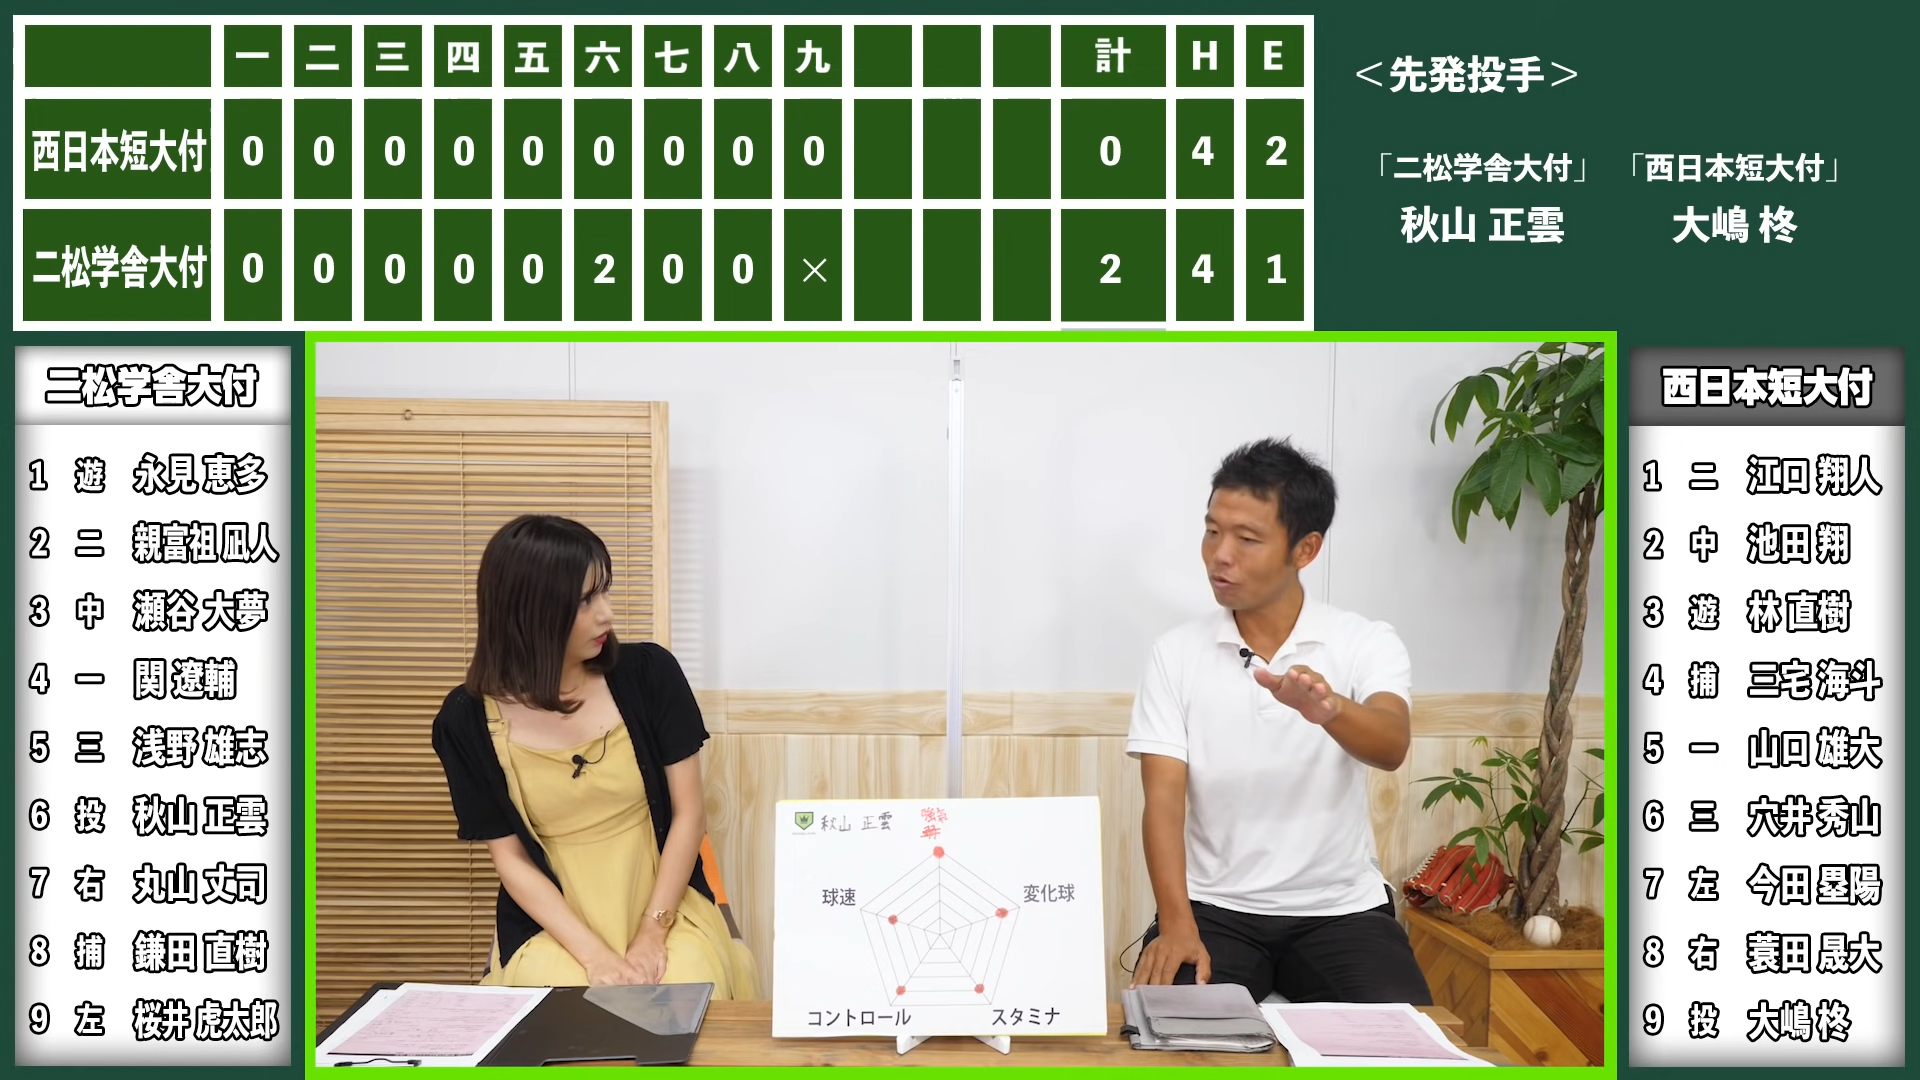 一 二 三 四 五 六 七 八 九 計 H E
西日本短大付 0 0 0 0 0 0 0 0 0 0 4 2
二松学舎大付 0 0 0 0 0 2 0 0 × 2 4 1
＜先発投手＞
「二松学舎大付」 「西日本短大付」
秋山 正雲 大嶋 柊
二松学舎大付
1 遊 永見 恵多
2 二 親富祖 凪人
3 中 瀬谷 大夢
4 一 関 遼輔
5 三 浅野 雄志
6 投 秋山 正雲
7 右 丸山 丈司
8 捕 鎌田 直樹
9 左 桜井 虎太郎
秋山 正雲
球速
変化球
コントロール
スタミナ
西日本短大付
1 二 江口 翔人
2 中 池田 翔
3 遊 林 直樹
4 捕 三宅 海斗
5 一 山口 雄大
6 三 穴井 秀山
7 左 今田 塁陽
8 右 蓑田 晟大
9 投 大嶋 柊